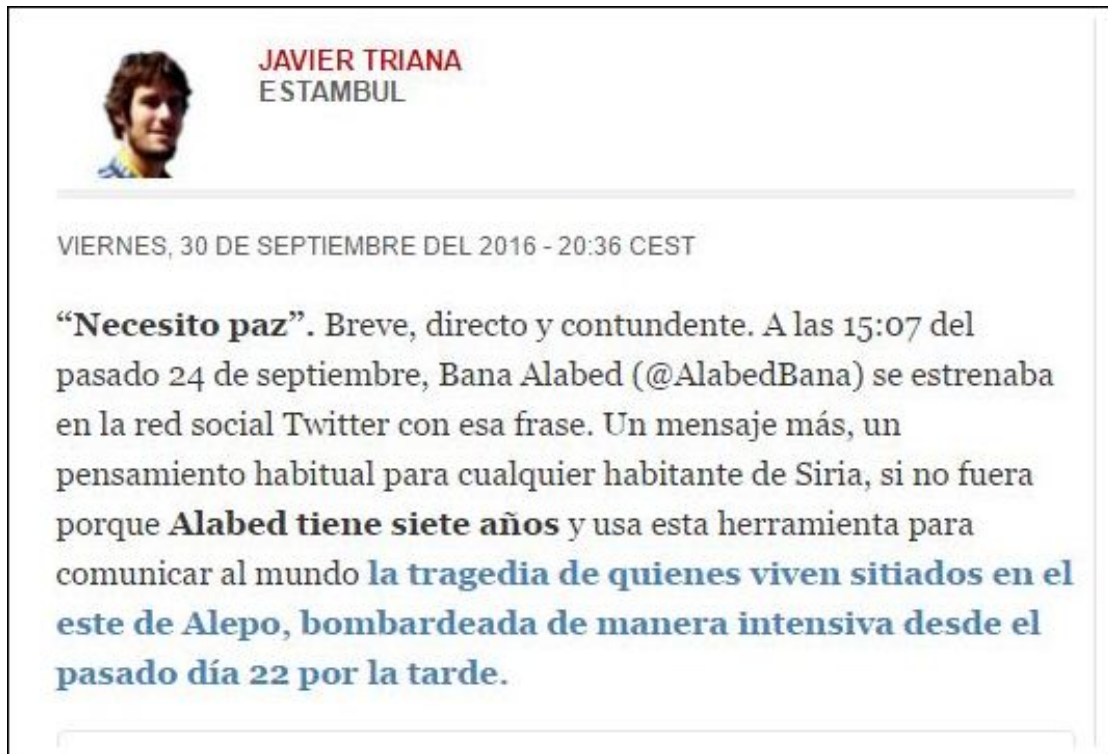 JAVIER TRIANA
ESTAMBUL
VIERNES, 30 DE SEPTIEMBRE DEL 2016 - 20:36 CEST
“Necesito paz”. Breve, directo y contundente. A las 15:07 del
pasado 24 de septiembre, Bana Alabed (@AlabedBana) se estrenaba
en la red social Twitter con esa frase. Un mensaje más, un
pensamiento habitual para cualquier habitante de Siria, si no fuera
porque Alabed tiene siete años y usa esta herramienta para
comunicar al mundo la tragedia de quienes viven sitiados en el
este de Alepo, bombardeada de manera intensiva desde el
pasado día 22 por la tarde.